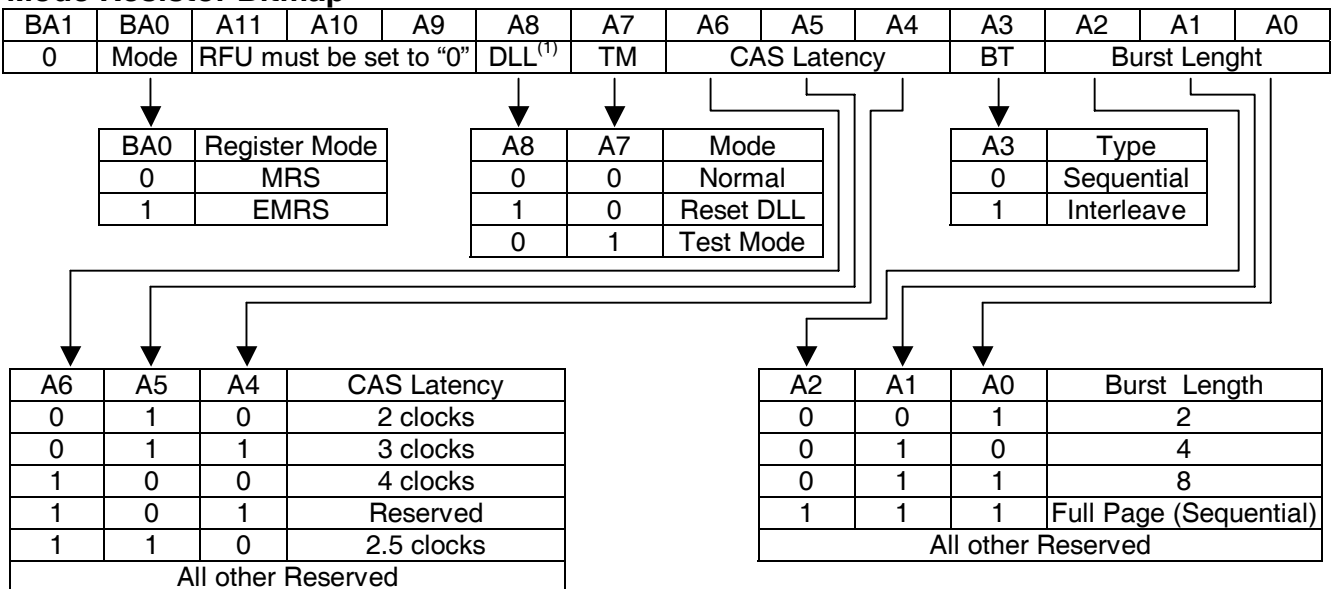 Mode Resister Bitmap
BA1 BA0 A11 A10 A9 A8 A7 A6 A5 A4 A3 A2 A1 A0
0 Mode RFU must be set to “0” DLL(1) TM CAS Latency BT Burst Lenght
BA0 Register Mode
0 MRS
1 EMRS
A8 A7 Mode
0 0 Normal
1 0 Reset DLL
0 1 Test Mode
A3 Type
0 Sequential
1 Interleave
A6 A5 A4 CAS Latency
0 1 0 2 clocks
0 1 1 3 clocks
1 0 0 4 clocks
1 0 1 Reserved
1 1 0 2.5 clocks
All other Reserved
A2 A1 A0 Burst Length
0 0 1 2
0 1 0 4
0 1 1 8
1 1 1 Full Page (Sequential)
All other Reserved